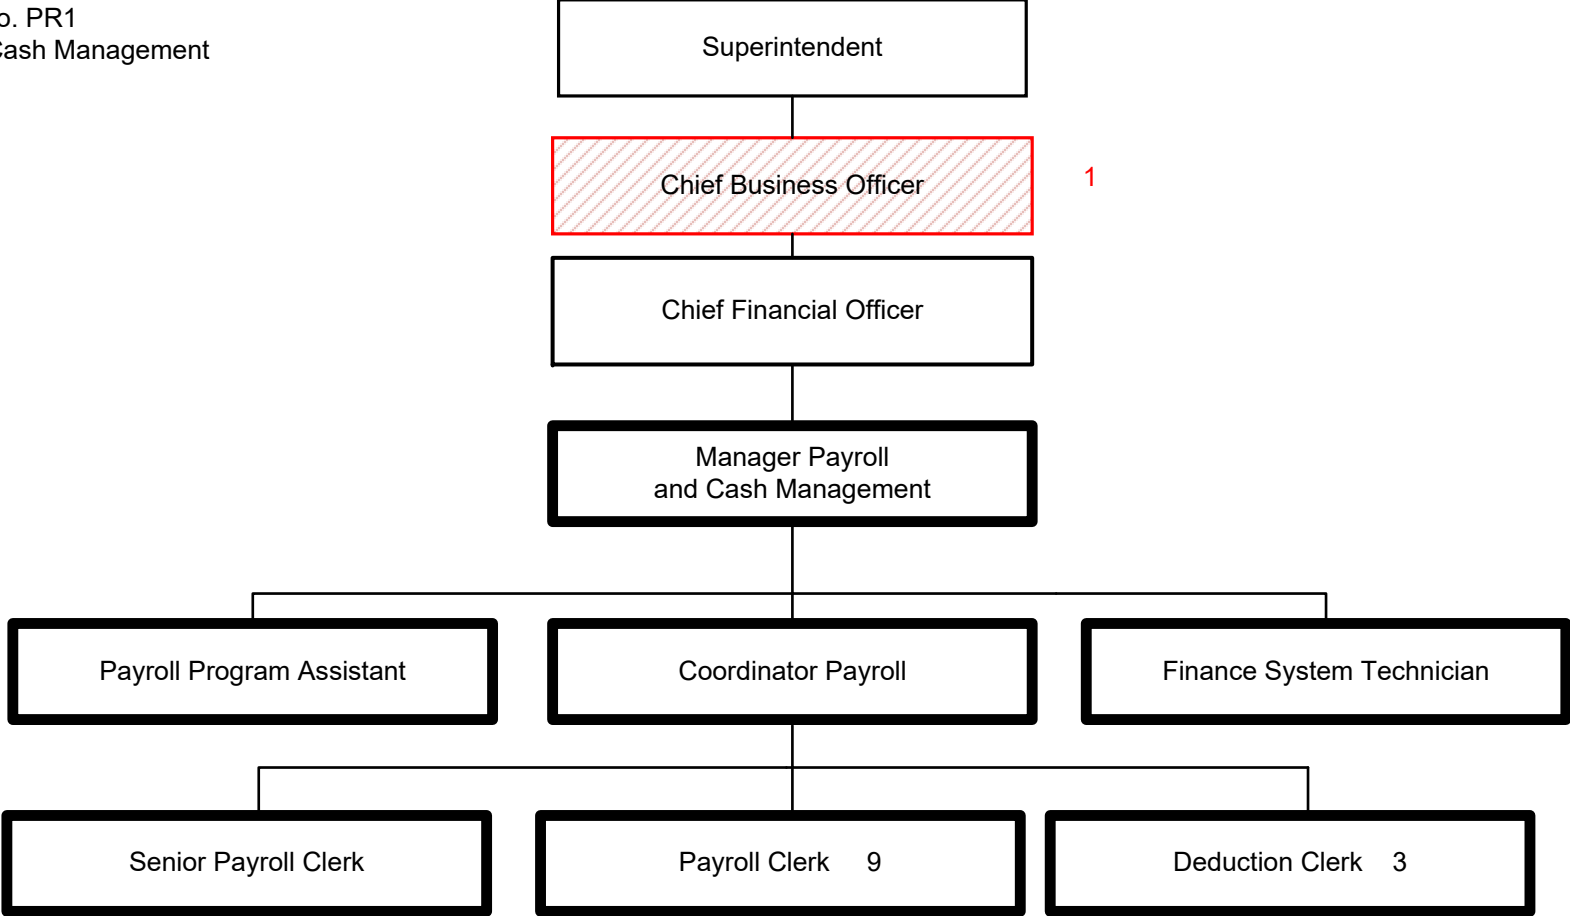 o. PR1
Cash Management
Superintendent
Chief Business Officer
1
Chief Financial Officer
Manager Payroll
and Cash Management
Payroll Program Assistant
Coordinator Payroll
Finance System Technician
Senior Payroll Clerk
Payroll Clerk 9
Deduction Clerk 3